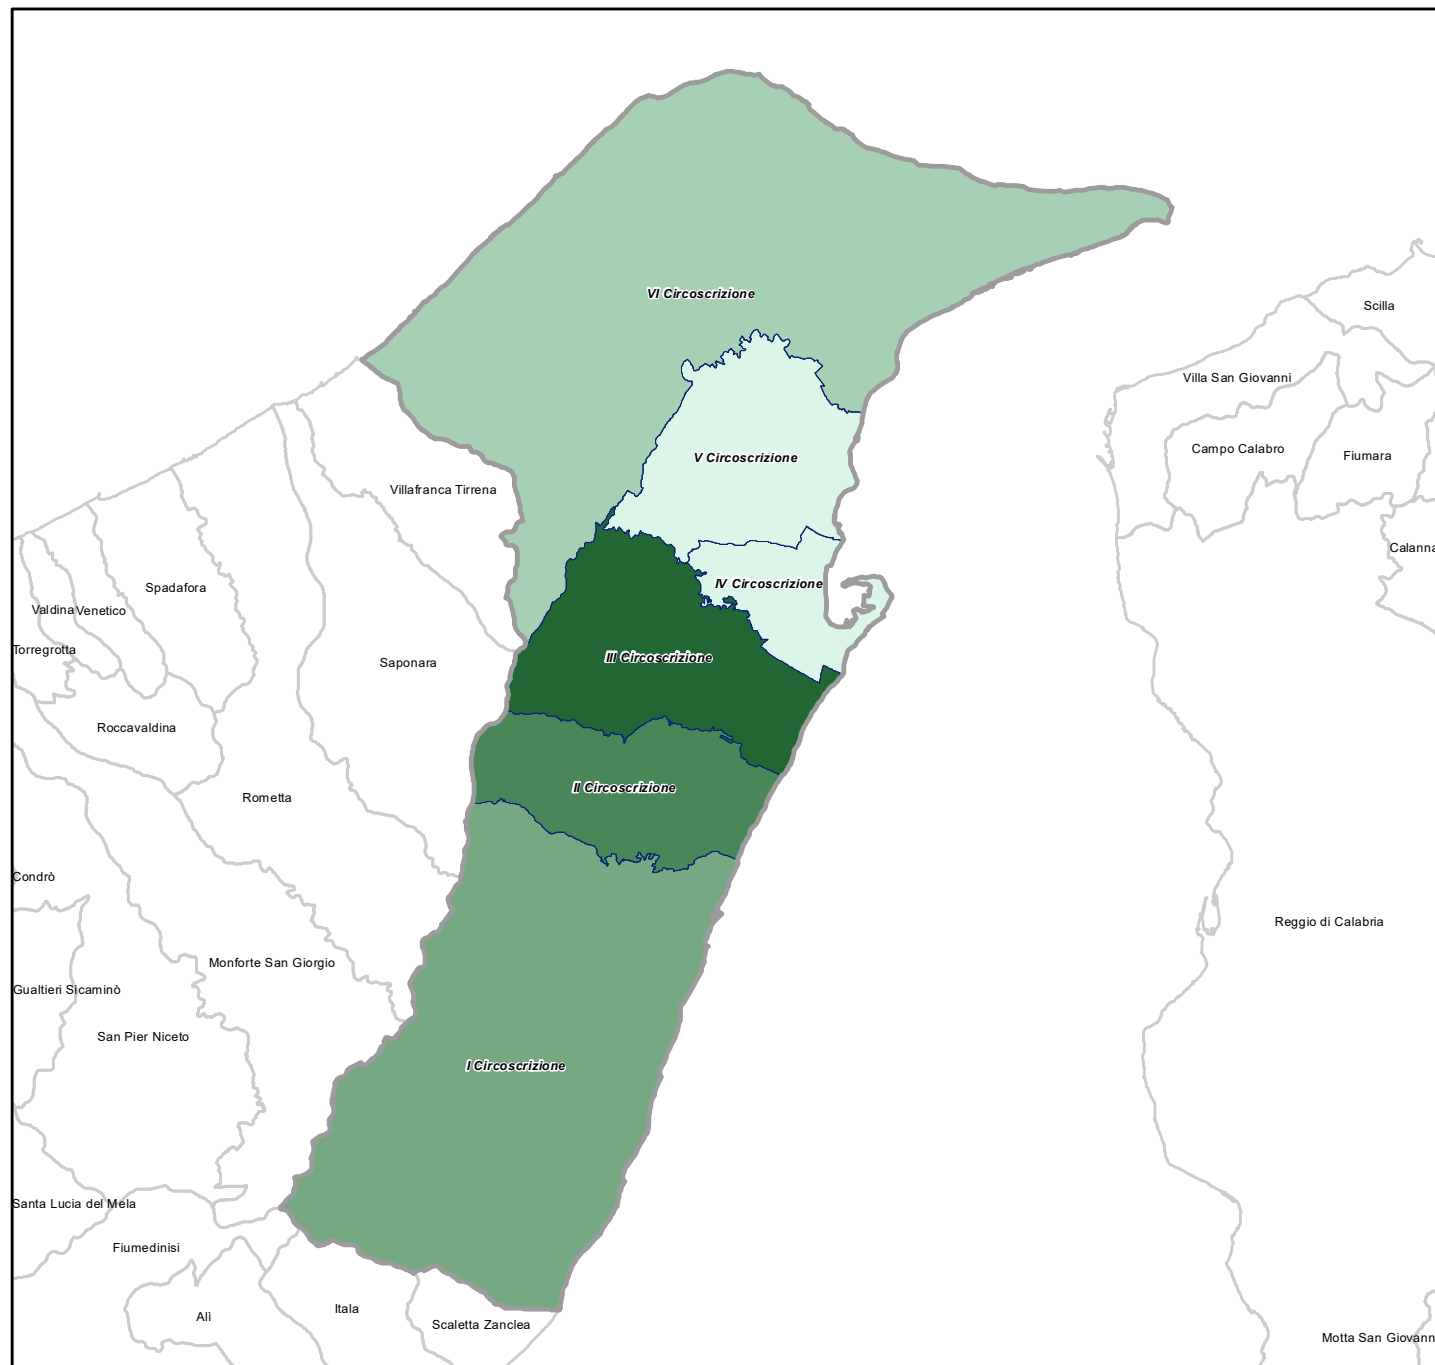 VI Circoscrizione
Scilla
Villa San Giovanni
V Circoscrizione
Campo Calabro
Fiumara
Villafranca Tirrena
Calanna
IV Circoscrizione
Spadafora
Valdina
Venetico
Torregrotta
III Circoscrizione
Saponara
Roccavaldina
II Circoscrizione
Rometta
Condrò
Reggio di Calabria
Monforte San Giorgio
Gualtieri Sicaminò
San Pier Niceto
I Circoscrizione
Santa Lucia del Mela
Fiumedinisi
Itala
Alì
Scaletta Zanclea
Motta San Giovann